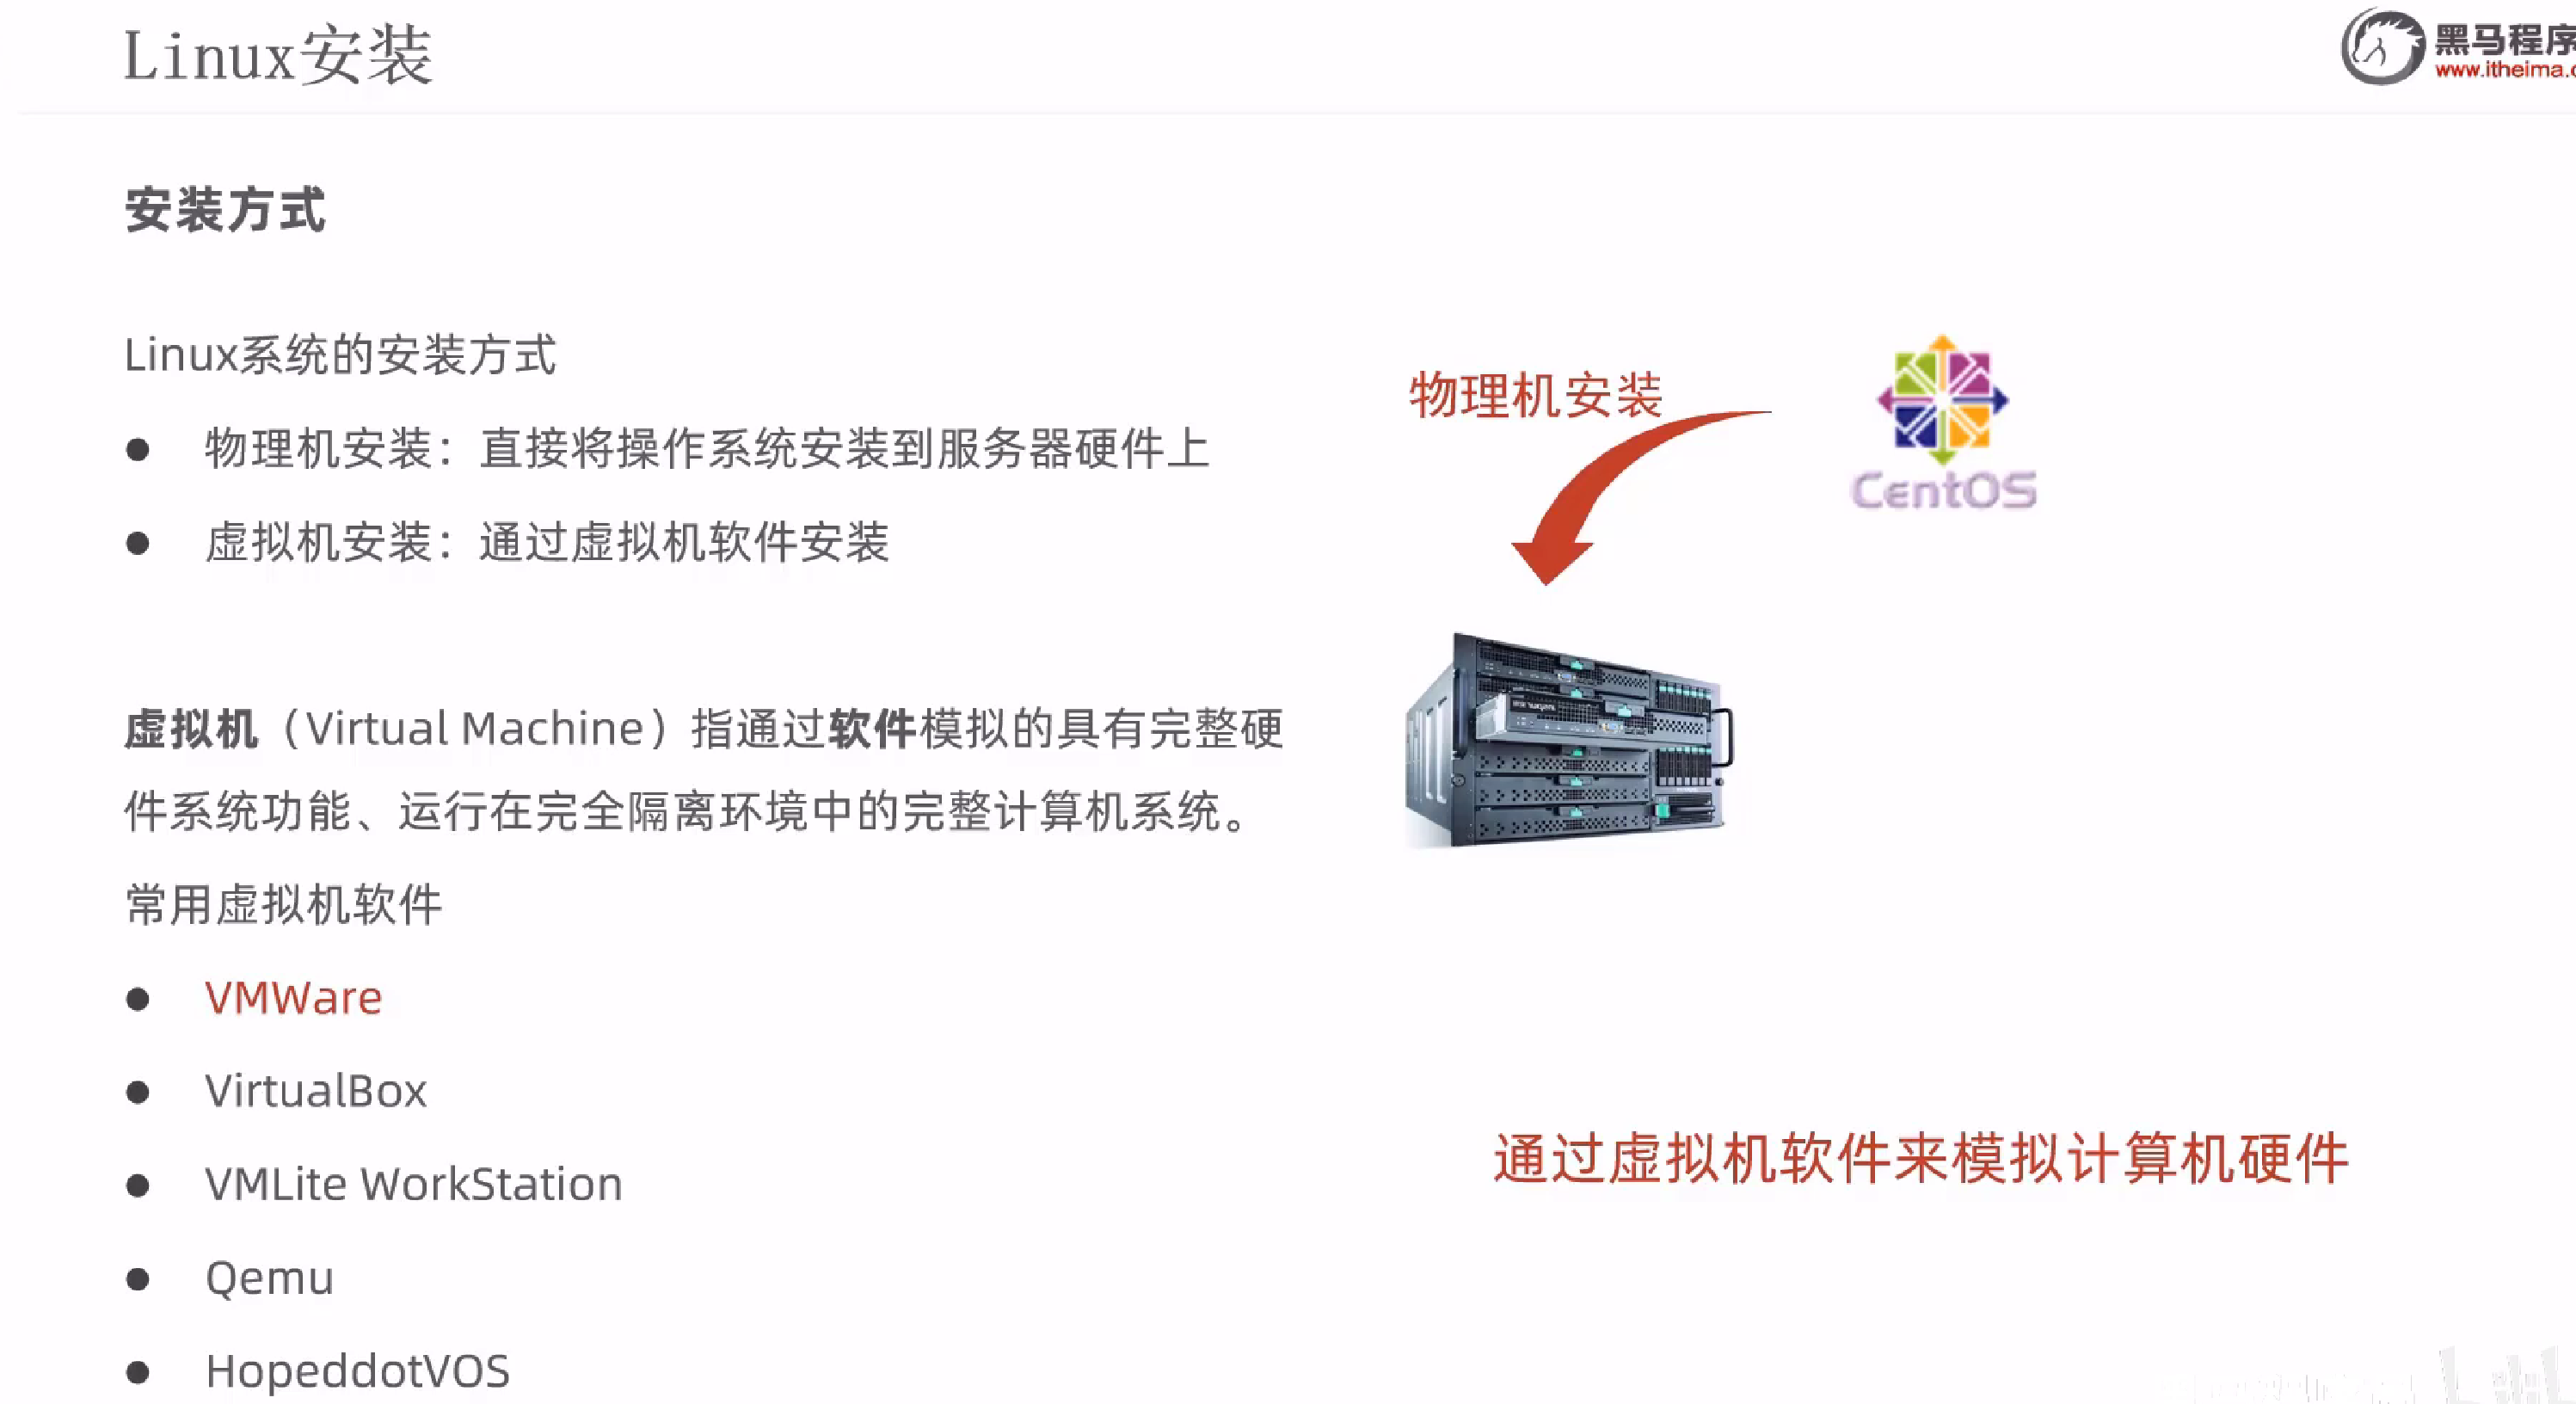 Linux安装
黑马程序
www.itheima.
安装方式
Linux系统的安装方式
● 物理机安装：直接将操作系统安装到服务器硬件上
● 虚拟机安装：通过虚拟机软件安装
虚拟机（Virtual Machine）指通过软件模拟的具有完整硬
件系统功能、运行在完全隔离环境中的完整计算机系统。
常用虚拟机软件
● VMWare
● VirtualBox
● VMLite WorkStation
● Qemu
● HopeddotVOS
物理机安装
CentOS
通过虚拟机软件来模拟计算机硬件